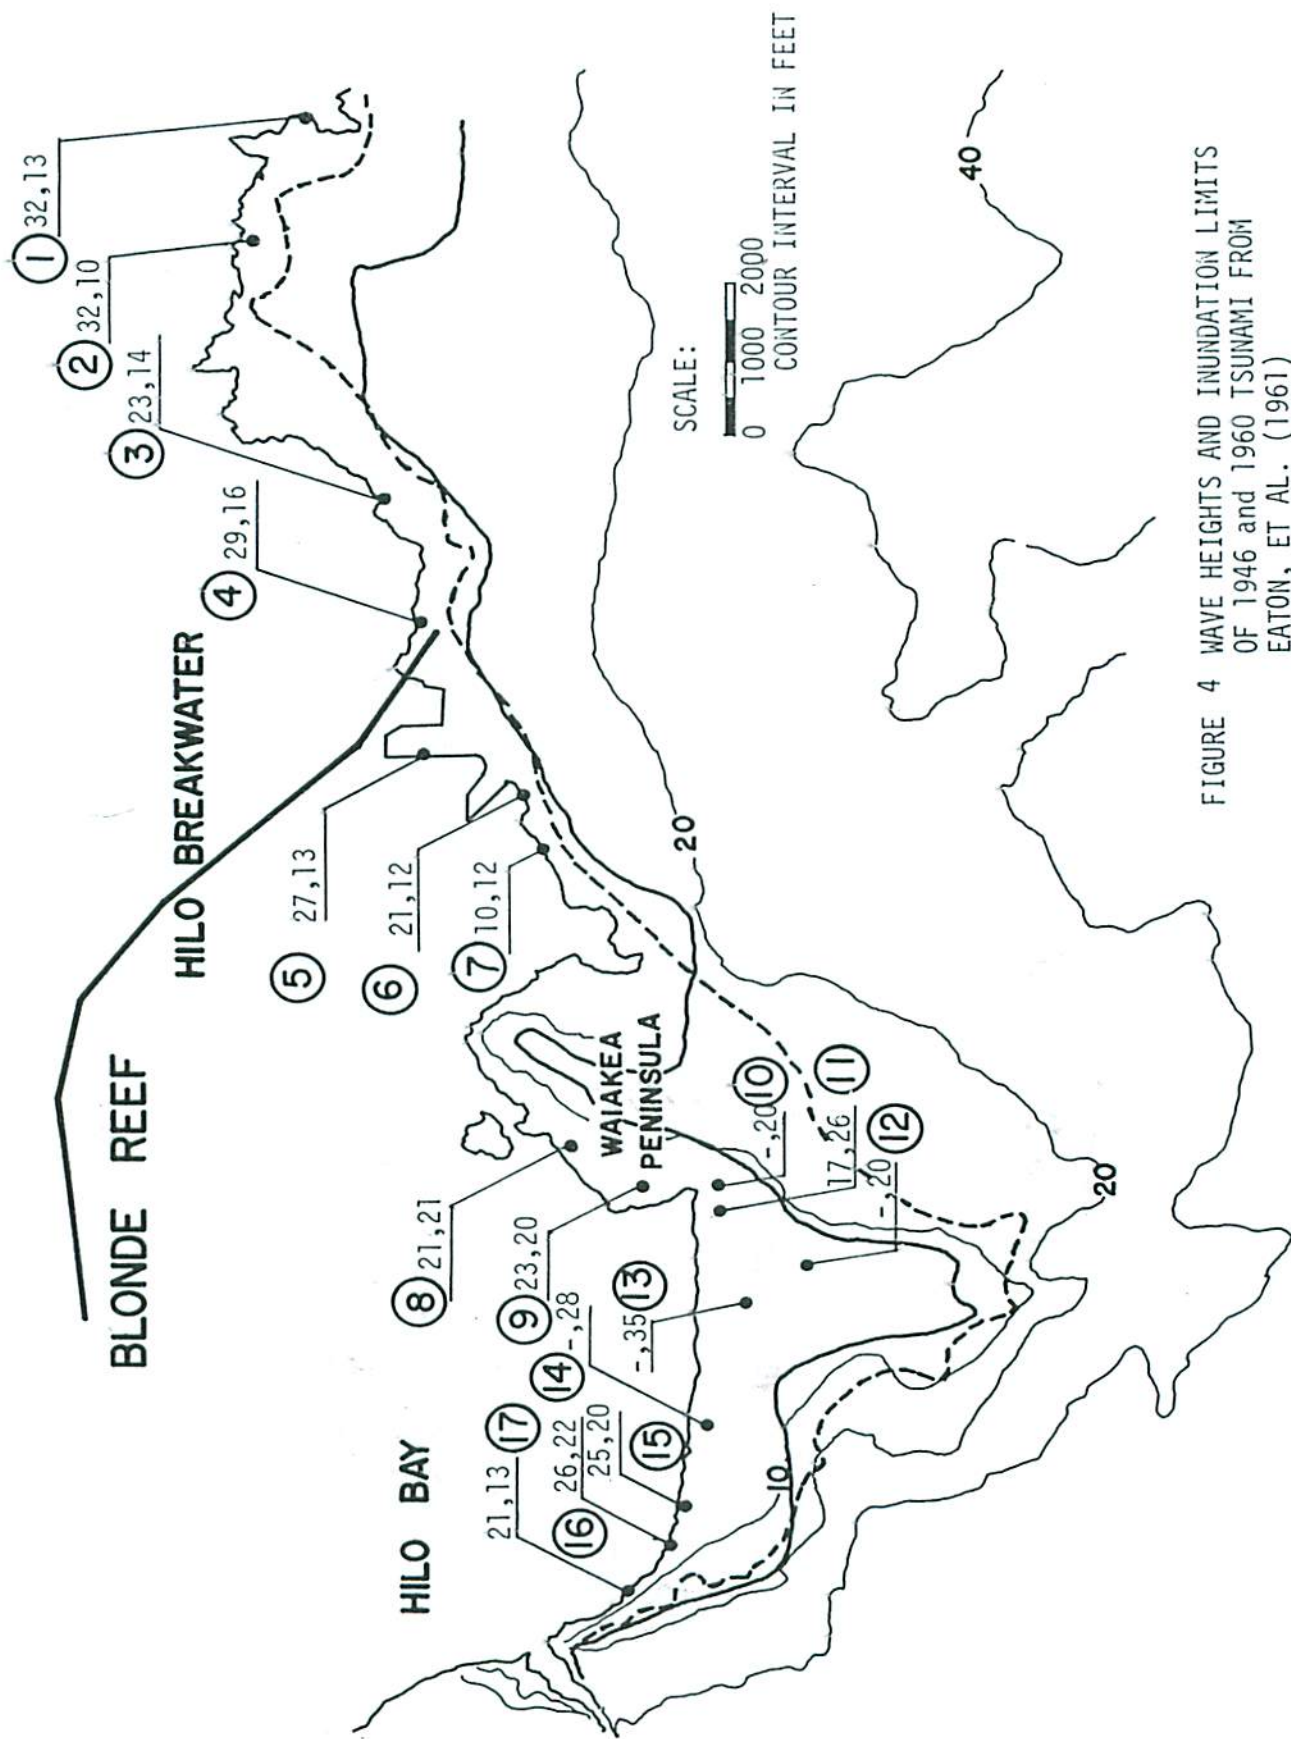 BLONDE REEF
HILO BREAKWATER
HILO BAY
WAIAKEA
PENINSULA
1 32,13
2 32,10
3 23,14
4 29,16
5 27,13
6 21,12
7 10,12
8 21,21
9 23,20
10 -,20
11 17,26
12 -,20
13 -,35
14 -,28
15 25,20
16 26,22
17 21,13
10
20
20
40
SCALE:
0 1000 2000
CONTOUR INTERVAL IN FEET
FIGURE 4 WAVE HEIGHTS AND INUNDATION LIMITS
OF 1946 and 1960 TSUNAMI FROM
EATON, ET AL. (1961)